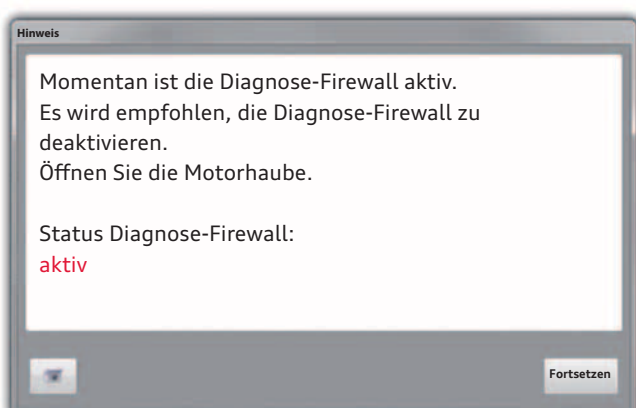 Hinweis
Momentan ist die Diagnose-Firewall aktiv.
Es wird empfohlen, die Diagnose-Firewall zu
deaktivieren.
Öffnen Sie die Motorhaube.
Status Diagnose-Firewall:
aktiv
Fortsetzen